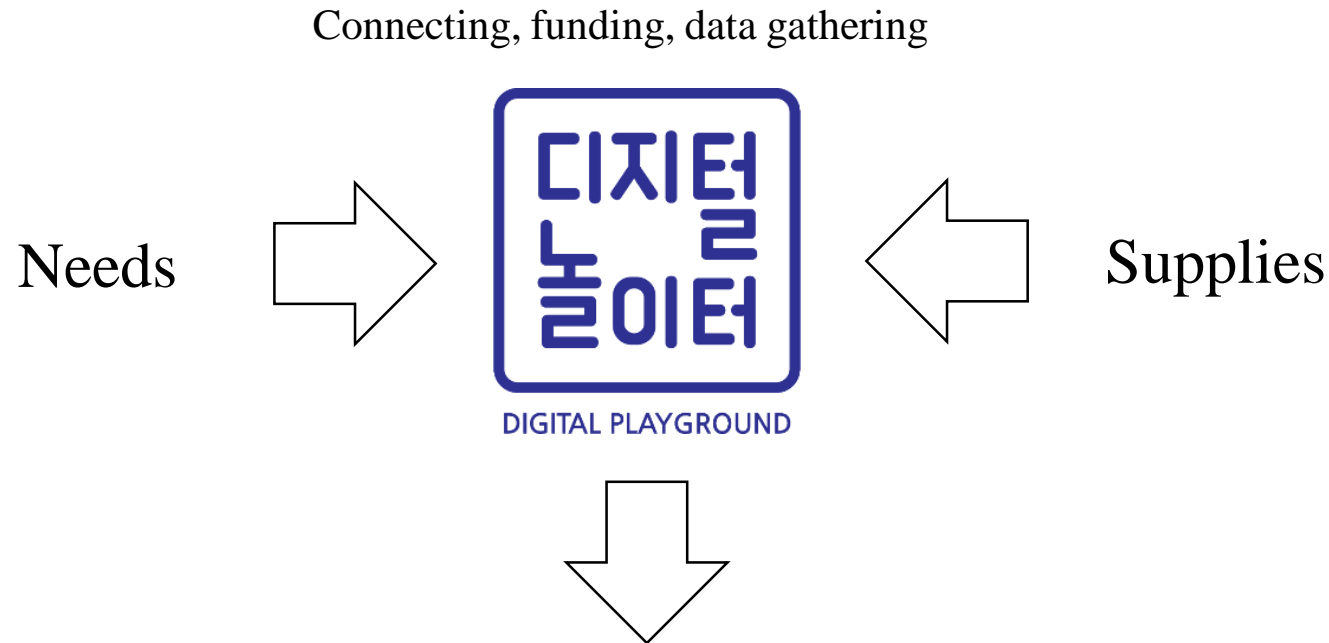 Connecting, funding, data gathering
디지털
놀이터
DIGITAL PLAYGROUND
Needs
Supplies